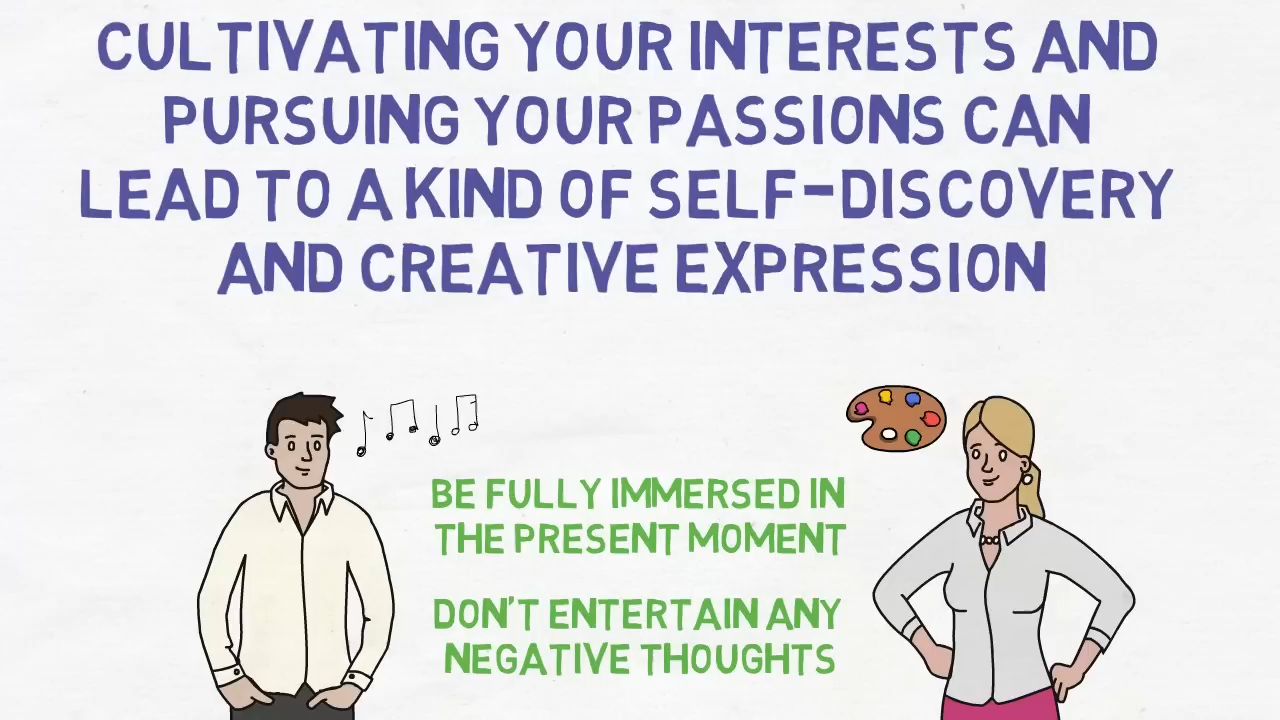 CULTIVATING YOUR INTERESTS AND
PURSUING YOUR PASSIONS CAN
LEAD TO A KIND OF SELF-DISCOVERY
AND CREATIVE EXPRESSION
BE FULLY IMMERSED IN
THE PRESENT MOMENT
DON'T ENTERTAIN ANY
NEGATIVE THOUGHTS